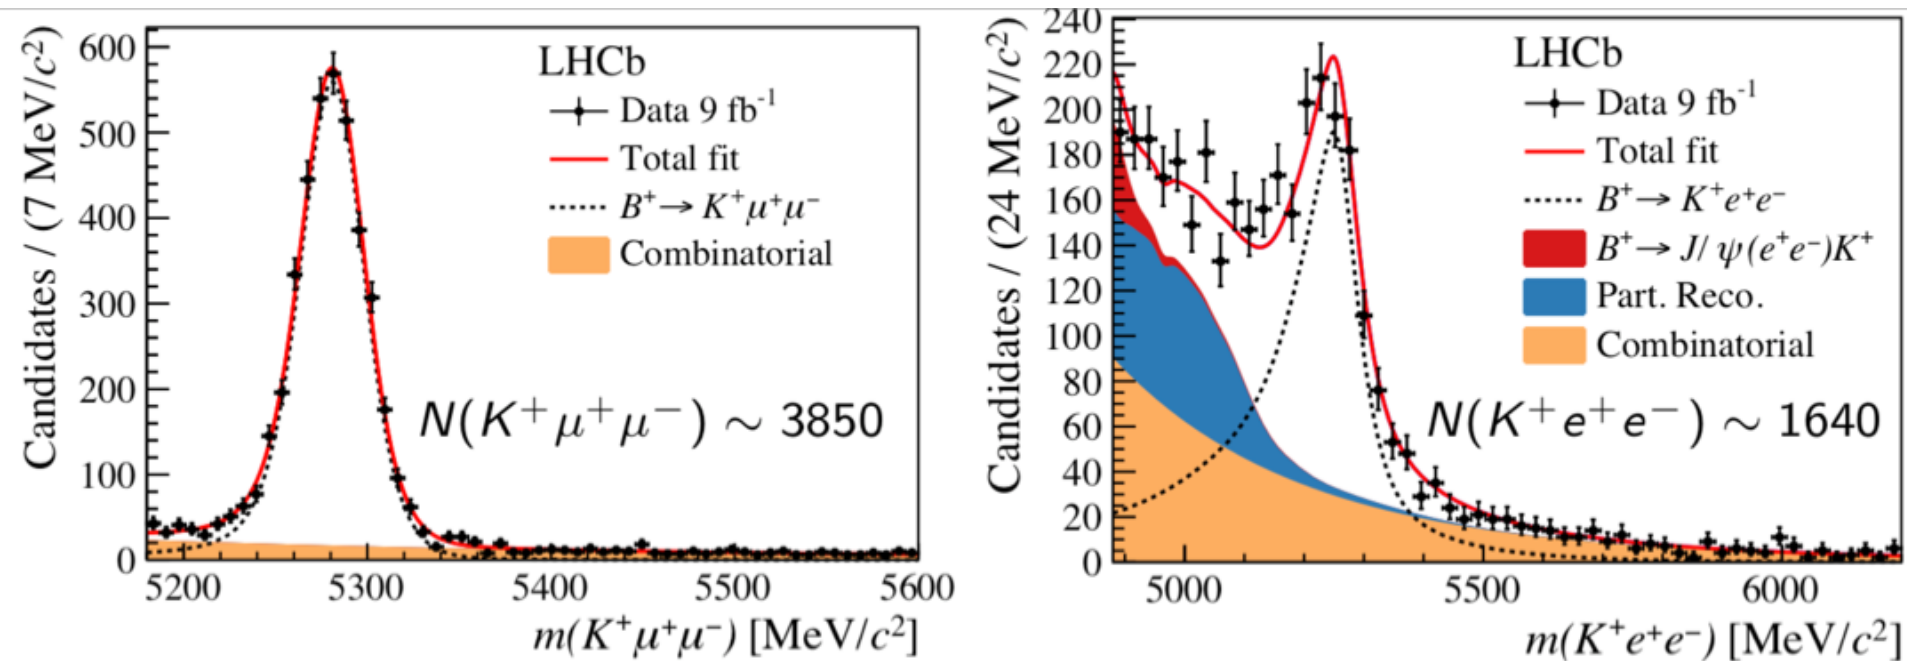 Candidates / (7 MeV/c²)
600
500
400
300
200
100
0
LHCb
Data 9 fb⁻¹
Total fit
B⁺→ K⁺μ⁺μ⁻
Combinatorial
N(K⁺μ⁺μ⁻) ∼ 3850
5200 5300 5400 5500 5600
m(K⁺μ⁺μ⁻) [MeV/c²]
Candidates / (24 MeV/c²)
240
220
200
180
160
140
120
100
80
60
40
20
0
LHCb
Data 9 fb⁻¹
Total fit
B⁺→ K⁺e⁺e⁻
B⁺→ J/ψ(e⁺e⁻)K⁺
Part. Reco.
Combinatorial
N(K⁺e⁺e⁻) ∼ 1640
5000 5500 6000
m(K⁺e⁺e⁻) [MeV/c²]